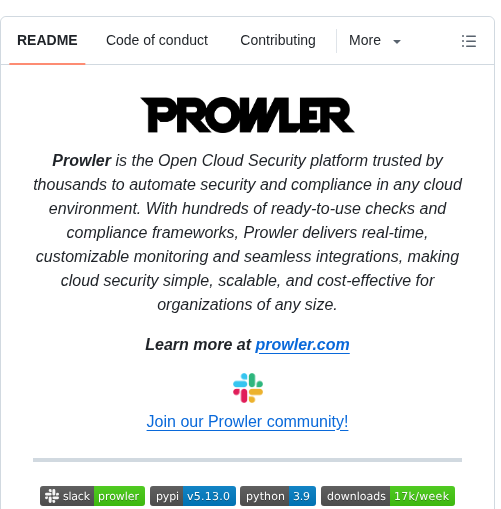 README Code of conduct Contributing More
PROWLER
Prowler is the Open Cloud Security platform trusted by
thousands to automate security and compliance in any cloud
environment. With hundreds of ready-to-use checks and
compliance frameworks, Prowler delivers real-time,
customizable monitoring and seamless integrations, making
cloud security simple, scalable, and cost-effective for
organizations of any size.
Learn more at prowler.com
Join our Prowler community!
slack prowler pypi v5.13.0 python 3.9 downloads 17k/week